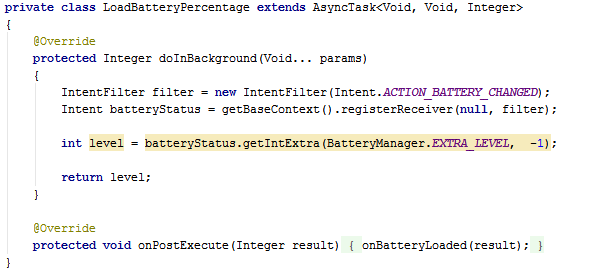 private class LoadBatteryPercentage extends AsyncTask<Void, Void, Integer>
{
    @Override
    protected Integer doInBackground(Void... params)
    {
        IntentFilter filter = new IntentFilter(Intent.ACTION_BATTERY_CHANGED);
        Intent batteryStatus = getBaseContext().registerReceiver(null, filter);

        int level = batteryStatus.getIntExtra(BatteryManager.EXTRA_LEVEL,  -1);

        return level;
    }

    @Override
    protected void onPostExecute(Integer result) { onBatteryLoaded(result); }
}